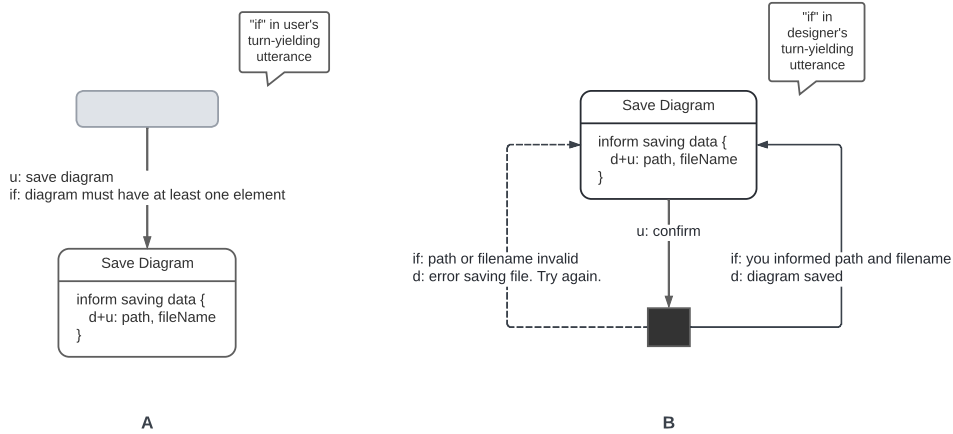 "if" in user's
turn-yielding
utterance
u: save diagram
if: diagram must have at least one element
Save Diagram
inform saving data {
d+u: path, fileName
}
A
"if" in
designer's
turn-yielding
utterance
Save Diagram
inform saving data {
d+u: path, fileName
}
u: confirm
if: path or filename invalid
d: error saving file. Try again.
if: you informed path and filename
d: diagram saved
B